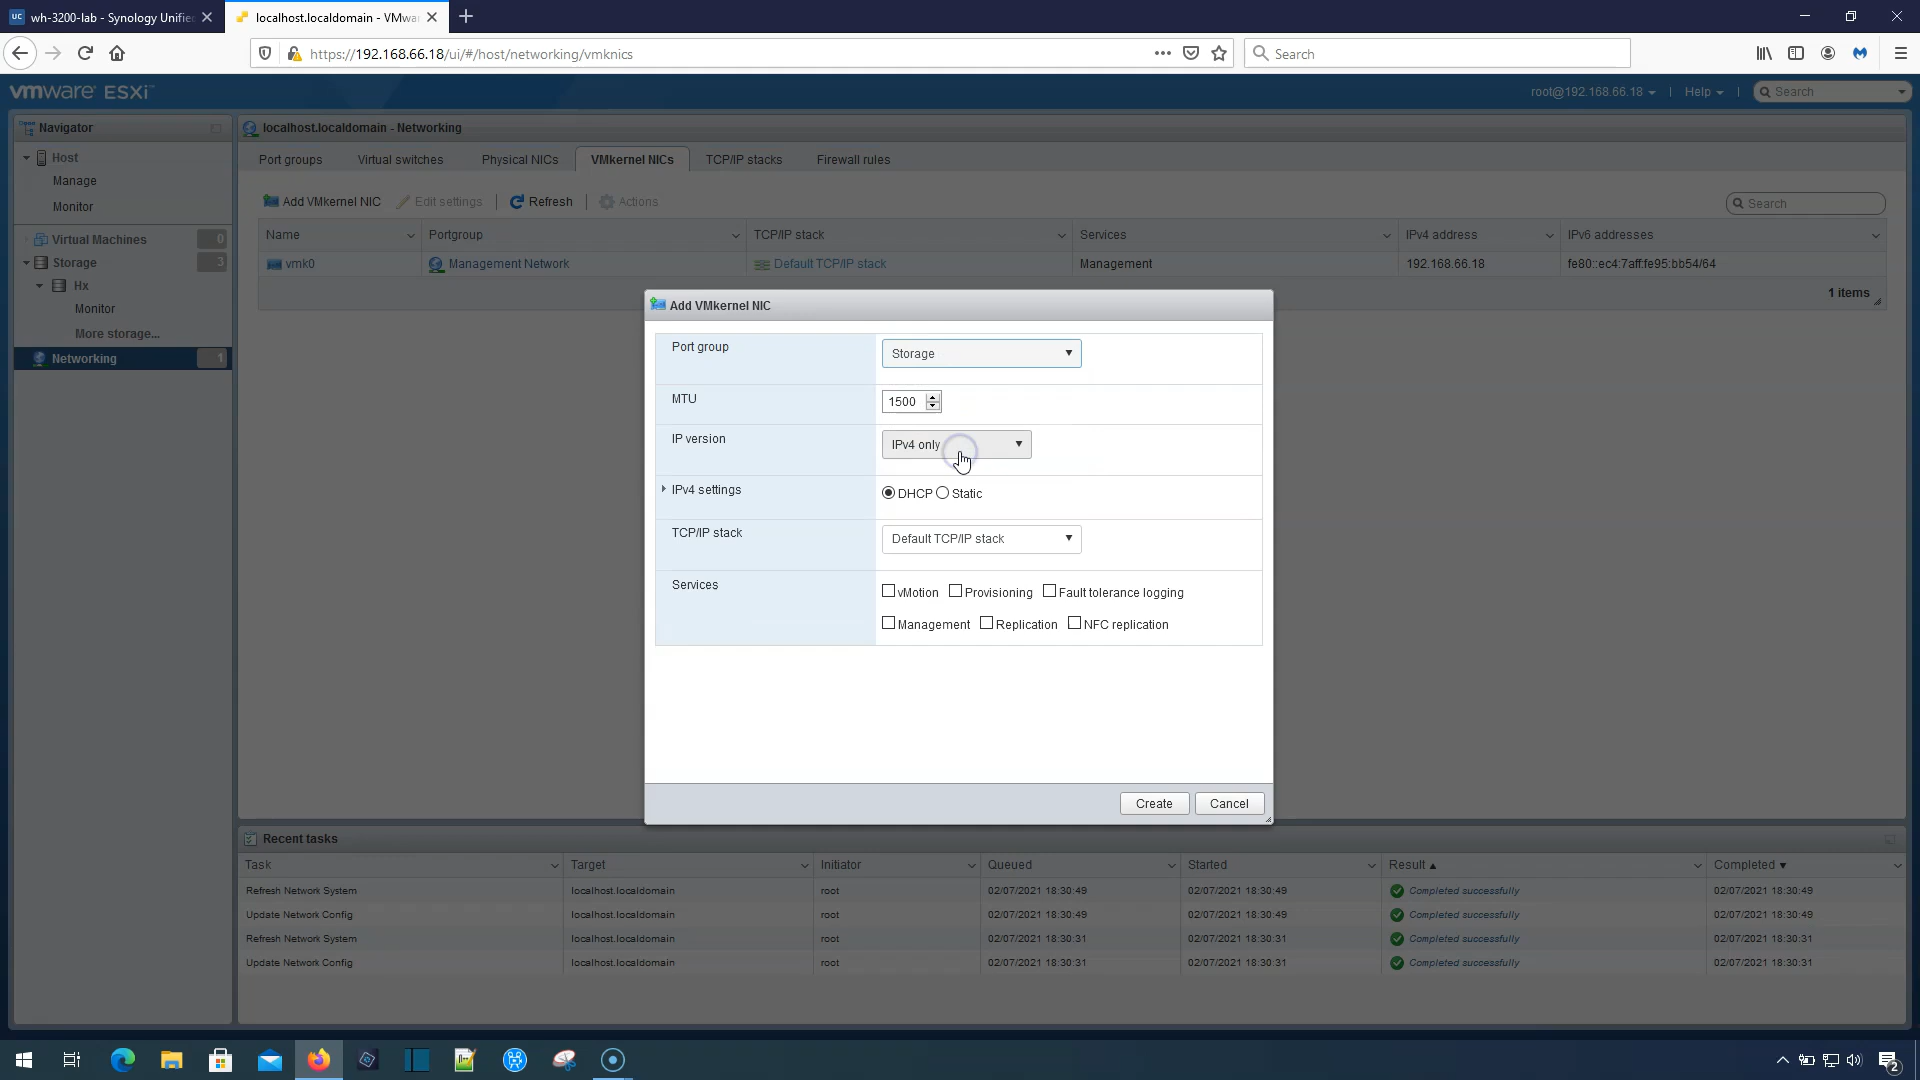 wh-3200-lab - Synology Unifie
localhost.localdomain - VMwa
https://192.168.66.18/ui/#/host/networking/vmknics
Search
vmware ESXi
root@192.168.66.18
Help
Search
Navigator
Host
Manage
Monitor
Virtual Machines 0
Storage 3
Hx
Monitor
More storage...
Networking 1
localhost.localdomain - Networking
Port groups Virtual switches Physical NICs VMkernel NICs TCP/IP stacks Firewall rules
Add VMkernel NIC Edit settings Refresh Actions
Search
Name Portgroup TCP/IP stack Services IPv4 address IPv6 addresses
vmk0 Management Network Default TCP/IP stack Management 192.168.66.18 fe80::ec4:7aff:fe95:bb54/64
1 items
Add VMkernel NIC
Port group Storage
MTU 1500
IP version IPv4 only
IPv4 settings DHCP Static
TCP/IP stack Default TCP/IP stack
Services vMotion Provisioning Fault tolerance logging
Management Replication NFC replication
Create Cancel
Recent tasks
Task Target Initiator Queued Started Result Completed
Refresh Network System localhost.localdomain root 02/07/2021 18:30:49 02/07/2021 18:30:49 Completed successfully 02/07/2021 18:30:49
Update Network Config localhost.localdomain root 02/07/2021 18:30:49 02/07/2021 18:30:49 Completed successfully 02/07/2021 18:30:49
Refresh Network System localhost.localdomain root 02/07/2021 18:30:31 02/07/2021 18:30:31 Completed successfully 02/07/2021 18:30:31
Update Network Config localhost.localdomain root 02/07/2021 18:30:31 02/07/2021 18:30:31 Completed successfully 02/07/2021 18:30:31
2